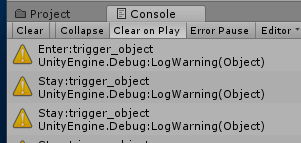 Project Console
Clear Collapse Clear on Play Error Pause Editor
Enter:trigger_object
UnityEngine.Debug:LogWarning(Object)
Stay:trigger_object
UnityEngine.Debug:LogWarning(Object)
Stay:trigger_object
UnityEngine.Debug:LogWarning(Object)